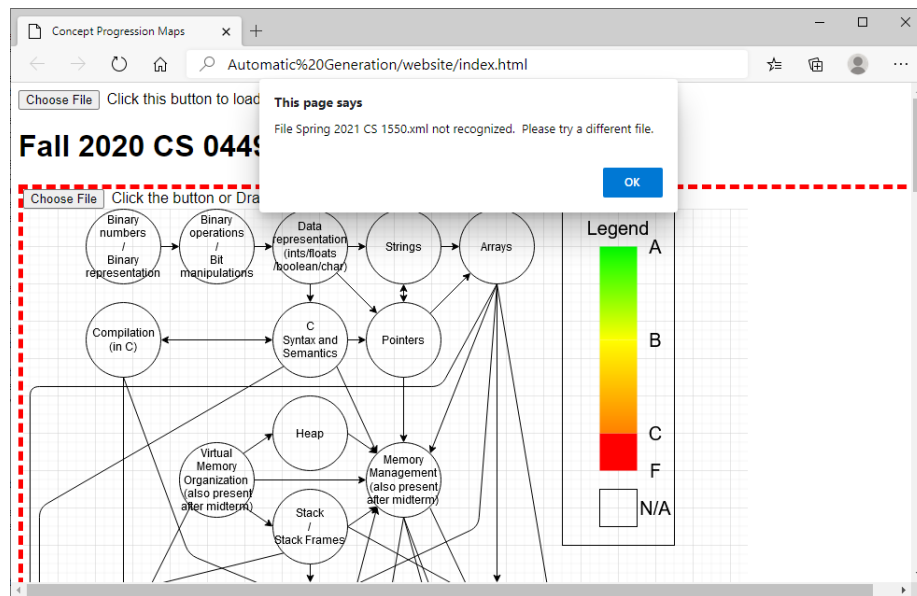 Concept Progression Maps
Automatic%20Generation/website/index.html
This page says
File Spring 2021 CS 1550.xml not recognized. Please try a different file.
OK
Choose File Click this button to load
Fall 2020 CS 0449
Choose File Click the button or Dra
Binary
numbers
/
Binary
representation
Binary
operations
/
Bit
manipulations
Data
representation
(ints/floats
/boolean/char)
Strings
Arrays
Compilation
(in C)
C
Syntax and
Semantics
Pointers
Heap
Virtual
Memory
Organization
(also present
after midterm)
Memory
Management
(also present
after midterm)
Stack
/
Stack Frames
Legend
A
B
C
F
N/A